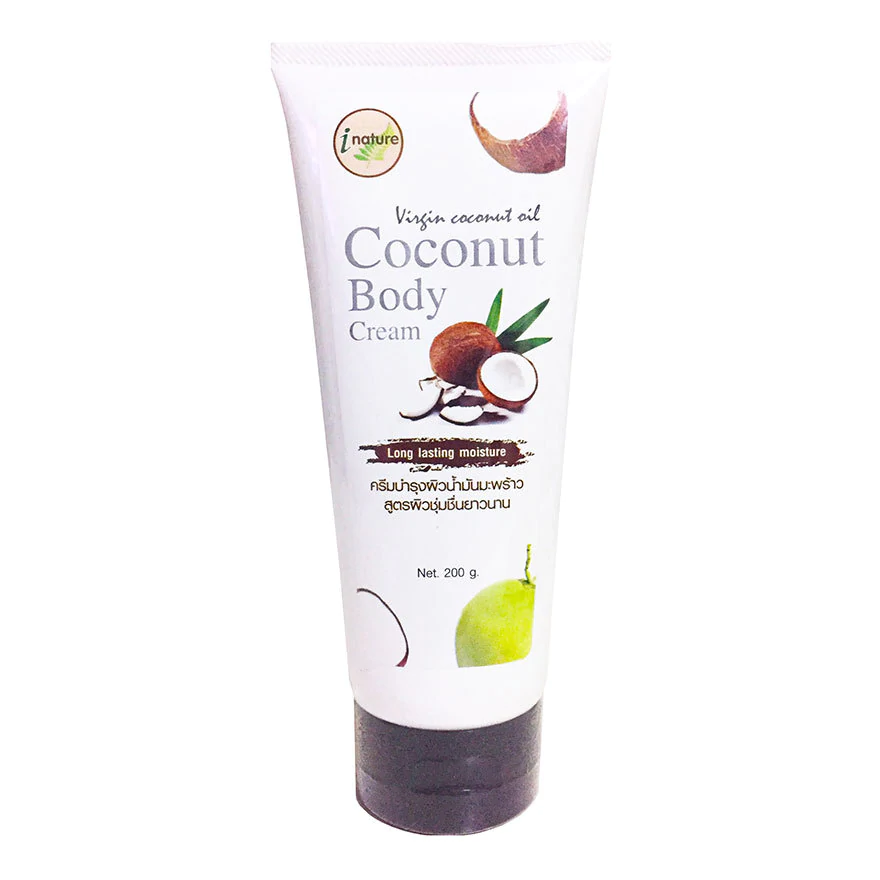 i nature
Virgin coconut oil
Coconut
Body
Cream
Long lasting moisture
ครีมบำรุงผิวน้ำมันมะพร้าว
สูตรผิวชุ่มชื่นยาวนาน
Net. 200 g.